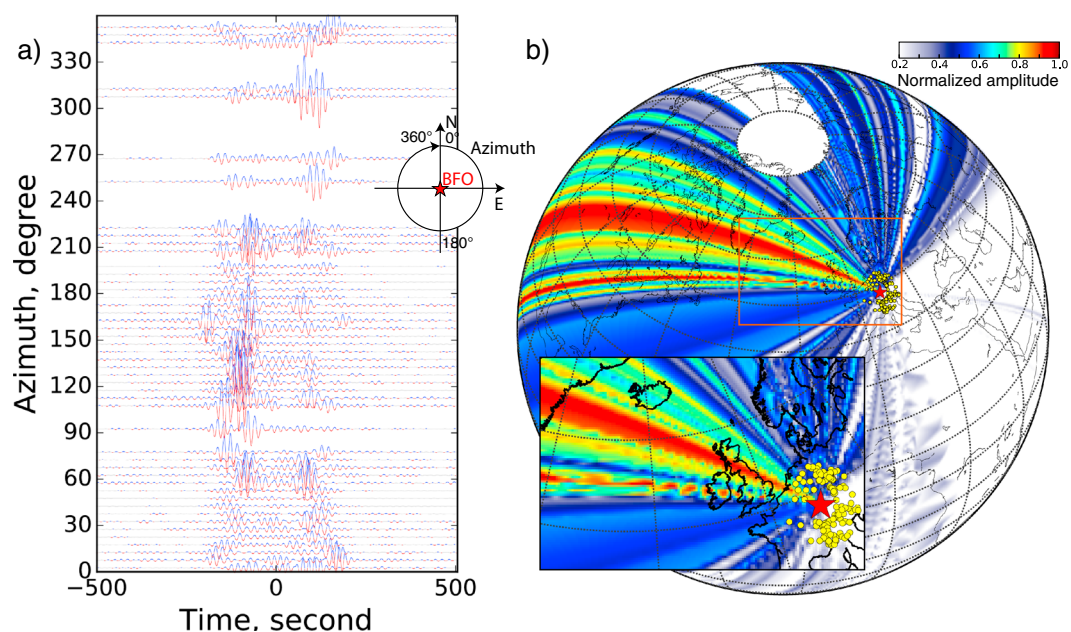 a)
330
300
270
240
210
180
150
120
90
60
30
0
Azimuth, degree
−500
0
500
Time, second
N
360°
0°
Azimuth
BFO
E
180°
b)
0.2 0.4 0.6 0.8 1.0
Normalized amplitude